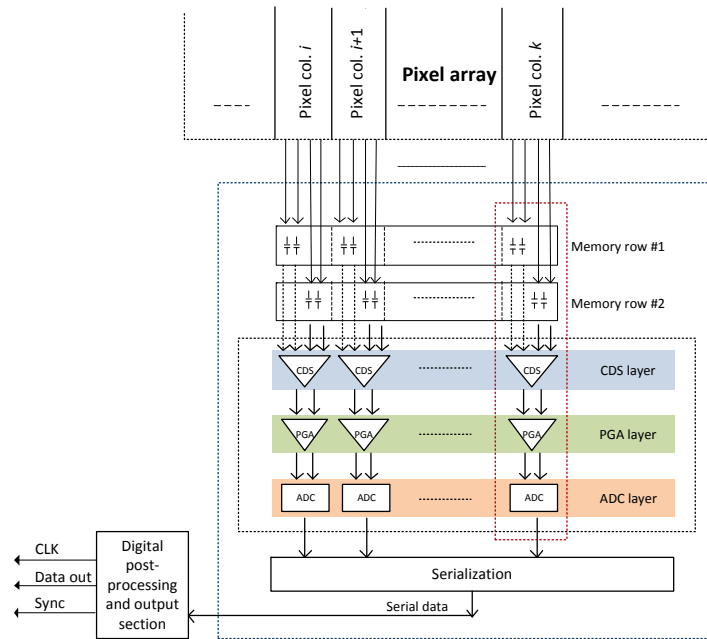 Pixel col. i
Pixel col. i+1
Pixel array
Pixel col. k
Memory row #1
Memory row #2
CDS
CDS
CDS
CDS layer
PGA
PGA
PGA
PGA layer
ADC
ADC
ADC
ADC layer
CLK
Data out
Sync
Digital
post-
processing
and output
section
Serialization
Serial data